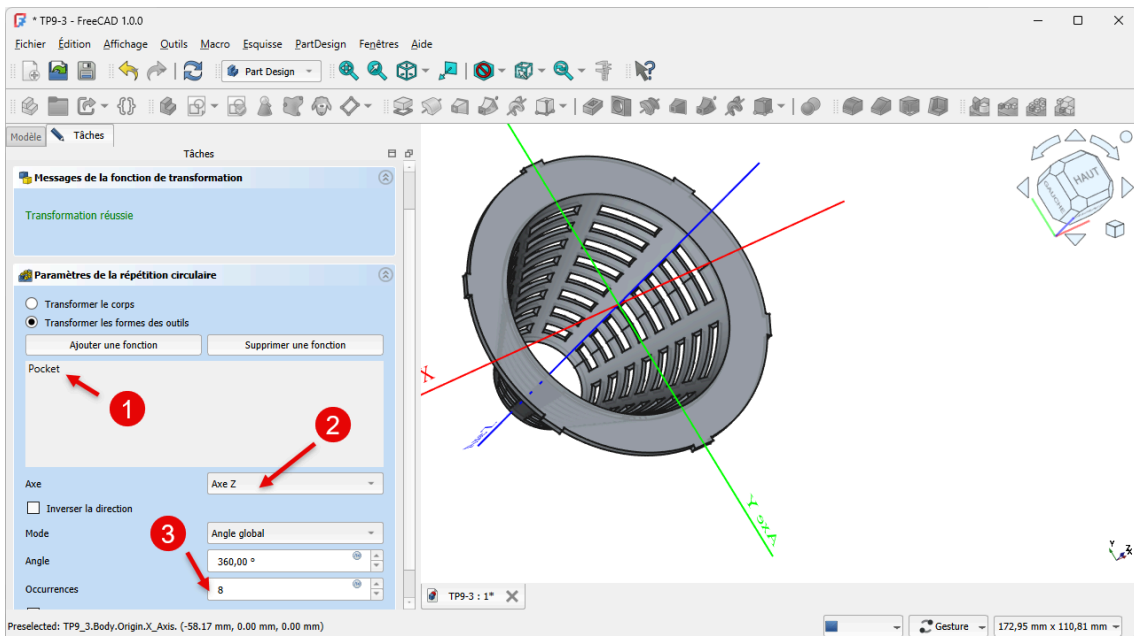 * TP9-3 - FreeCAD 1.0.0
Fichier Édition Affichage Outils Macro Esquisse PartDesign Fenêtres Aide
Part Design
Modèle Tâches
Tâches
Messages de la fonction de transformation
Transformation réussie
Paramètres de la répétition circulaire
Transformer le corps
Transformer les formes des outils
Ajouter une fonction Supprimer une fonction
Pocket
1
2
Axe Axe Z
Inverser la direction
3
Mode Angle global
Angle 360,00 °
Occurrences 8
HAUT
GAUCHE
X
Axe Y
Y
Z
TP9-3 : 1*
Preselected: TP9_3.Body.Origin.X_Axis. (-58.17 mm, 0.00 mm, 0.00 mm)
Gesture 172,95 mm x 110,81 mm